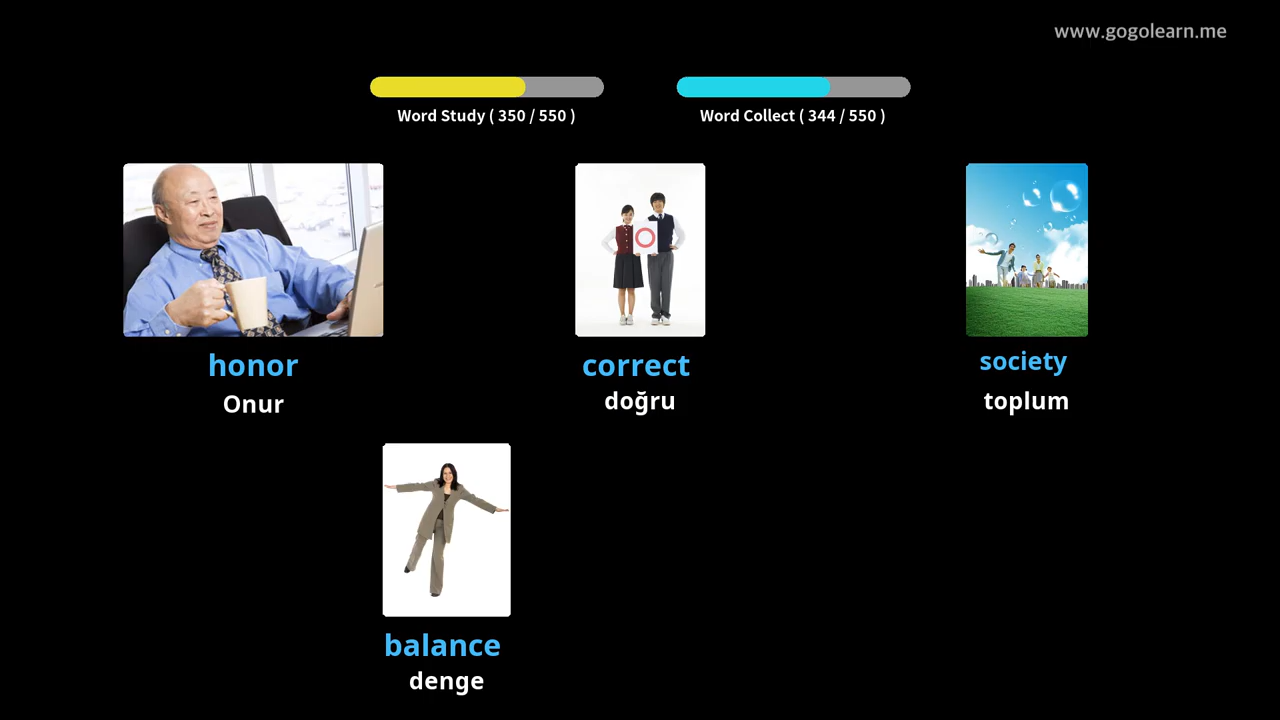 www.gogolearn.me
Word Study ( 350 / 550 )
Word Collect ( 344 / 550 )
honor
Onur
correct
doğru
society
toplum
balance
denge